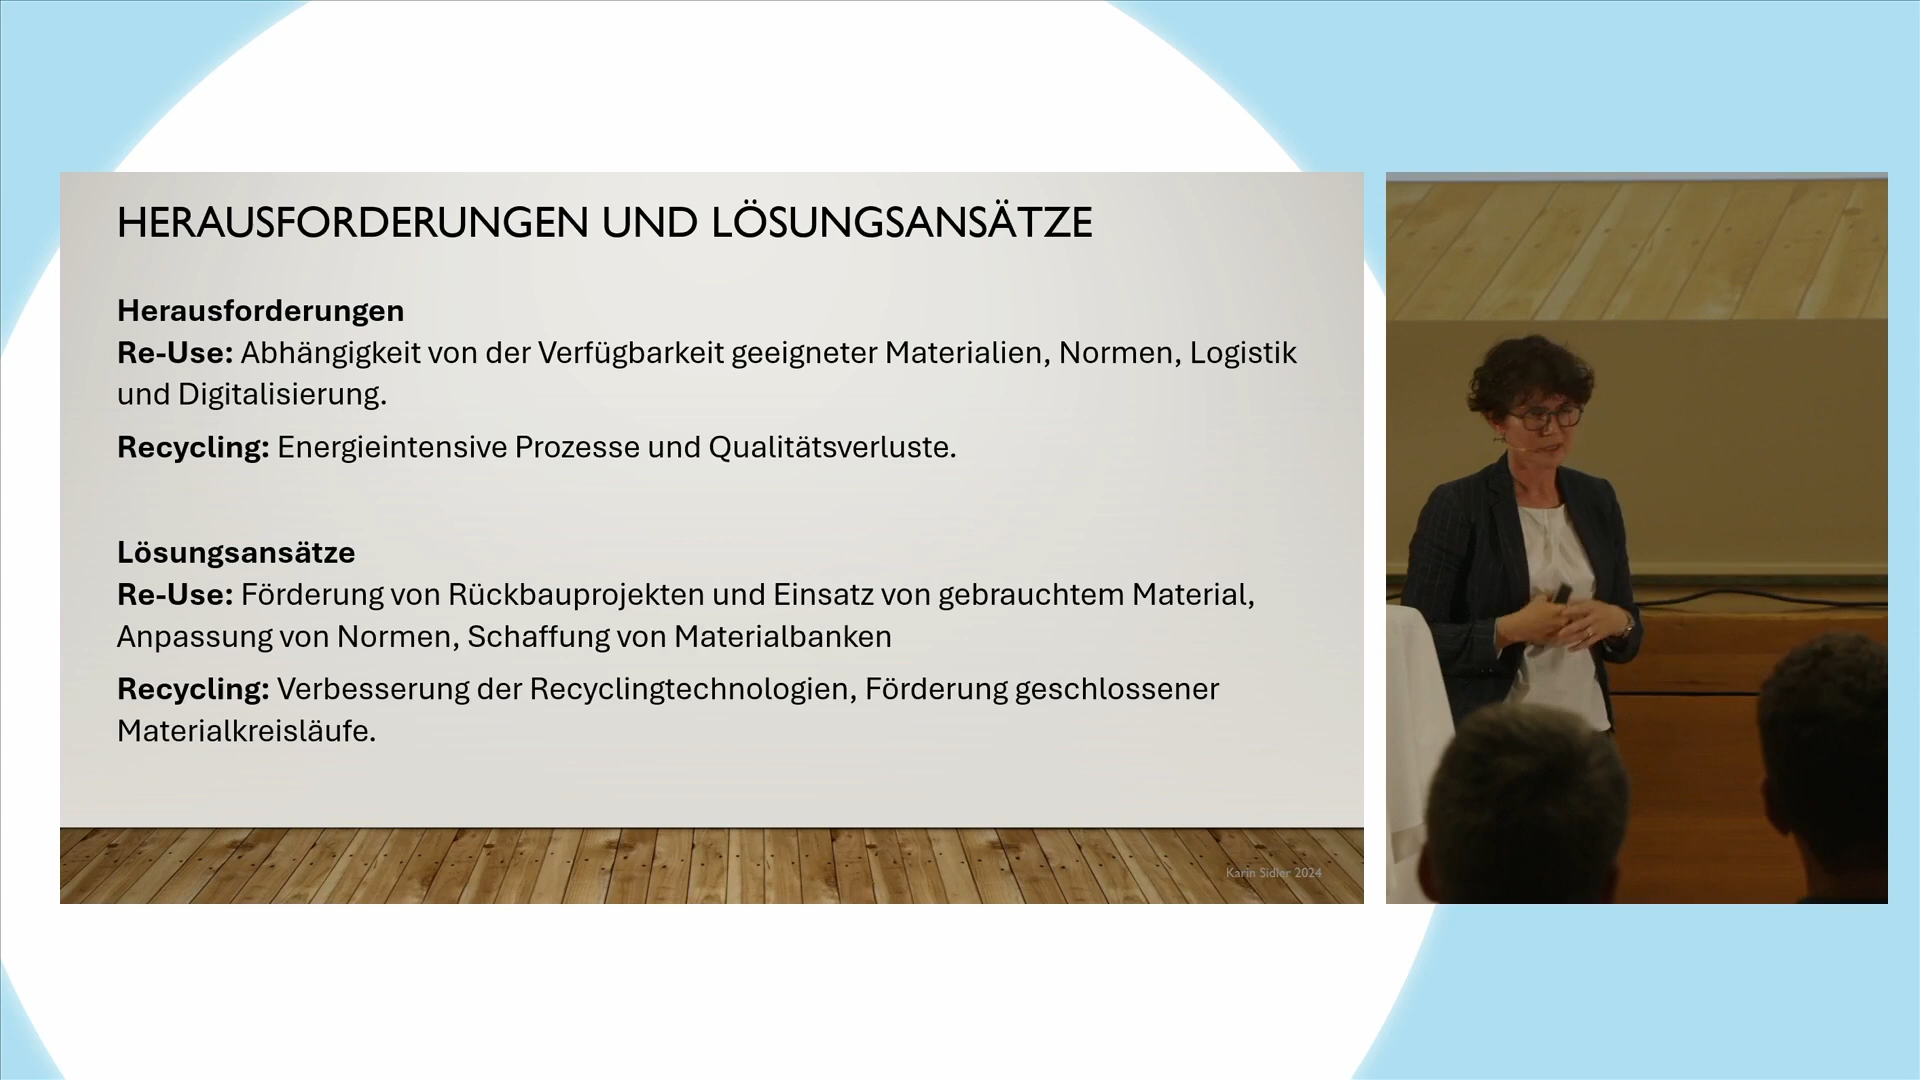 HERAUSFORDERUNGEN UND LÖSUNGSANSÄTZE
Herausforderungen
Re-Use: Abhängigkeit von der Verfügbarkeit geeigneter Materialien, Normen, Logistik
und Digitalisierung.
Recycling: Energieintensive Prozesse und Qualitätsverluste.
Lösungsansätze
Re-Use: Förderung von Rückbauprojekten und Einsatz von gebrauchtem Material,
Anpassung von Normen, Schaffung von Materialbanken
Recycling: Verbesserung der Recyclingtechnologien, Förderung geschlossener
Materialkreisläufe.
Karin Sidler 2024